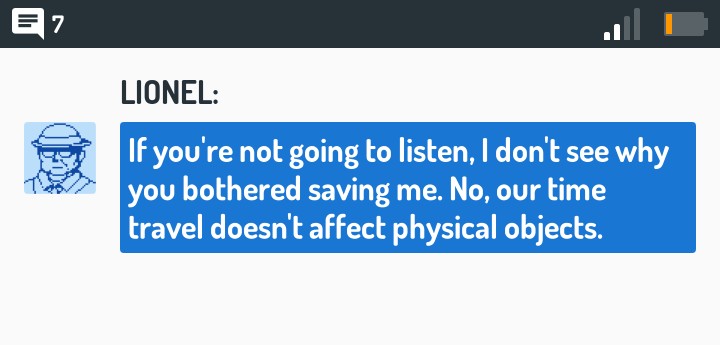 7
LIONEL:
If you're not going to listen, I don't see why
you bothered saving me. No, our time
travel doesn't affect physical objects.